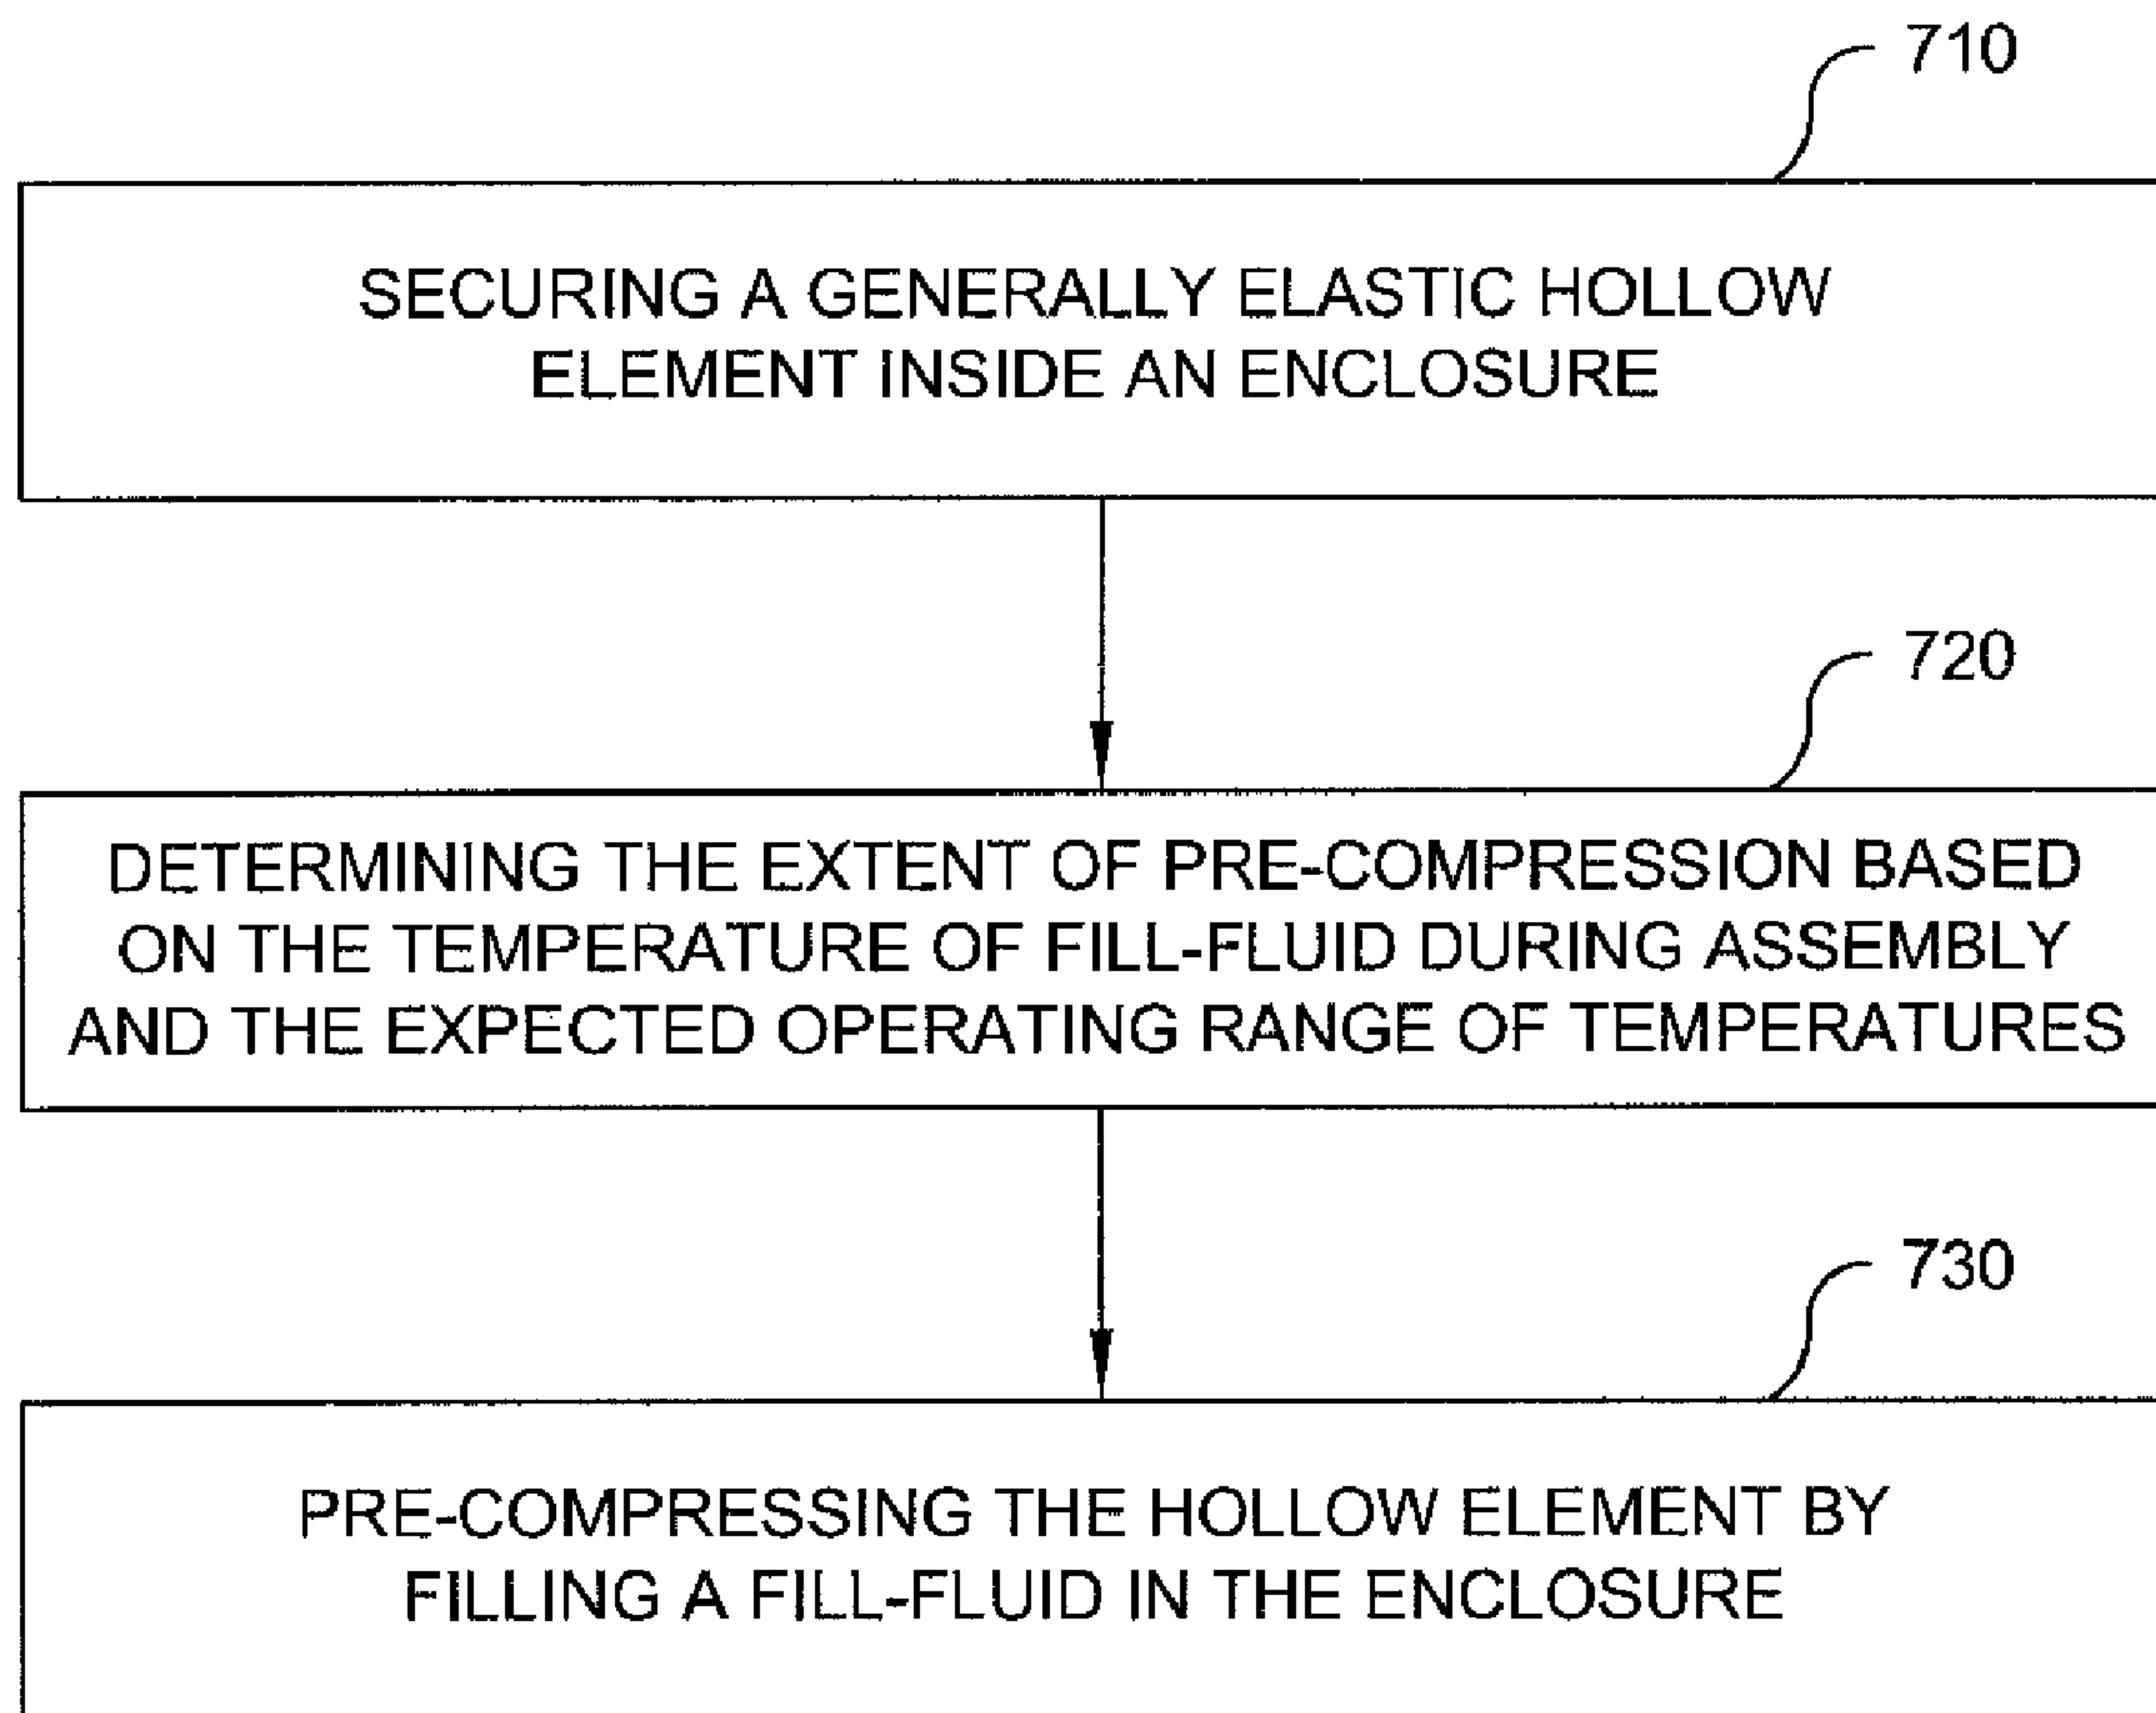 710
SECURING A GENERALLY ELASTIC HOLLOW
ELEMENT INSIDE AN ENCLOSURE
720
DETERMINING THE EXTENT OF PRE-COMPRESSION BASED
ON THE TEMPERATURE OF FILL-FLUID DURING ASSEMBLY
AND THE EXPECTED OPERATING RANGE OF TEMPERATURES
730
PRE-COMPRESSING THE HOLLOW ELEMENT BY
FILLING A FILL-FLUID IN THE ENCLOSURE